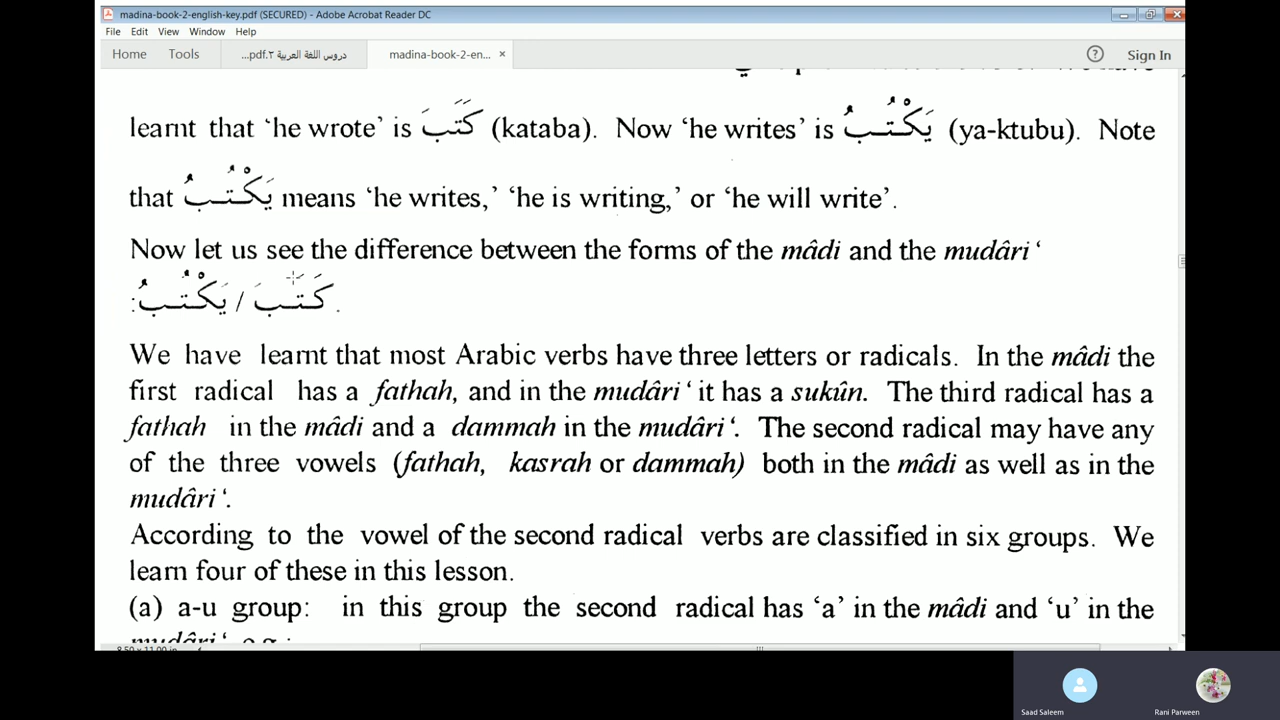 madina-book-2-english-key.pdf (SECURED) - Adobe Acrobat Reader DC
File Edit View Window Help
Home Tools دروس اللغة العربية ٢.pdf... madina-book-2-en... × ? Sign In
learnt that ‘he wrote’ is كَتَبَ (kataba). Now ‘he writes’ is يَكْتُبُ (ya-ktubu). Note
that يَكْتُبُ means ‘he writes,’ ‘he is writing,’ or ‘he will write’.
Now let us see the difference between the forms of the mâdi and the mudâri‘
كَتَبَ / يَكْتُبُ:
We have learnt that most Arabic verbs have three letters or radicals. In the mâdi the
first radical has a fathah, and in the mudâri‘ it has a sukûn. The third radical has a
fathah in the mâdi and a dammah in the mudâri‘. The second radical may have any
of the three vowels (fathah, kasrah or dammah) both in the mâdi as well as in the
mudâri‘.
According to the vowel of the second radical verbs are classified in six groups. We
learn four of these in this lesson.
(a) a-u group: in this group the second radical has ‘a’ in the mâdi and ‘u’ in the
mudâri‘ e.g.:
8.50 x 11.00 in
Saad Saleem
Rani Parween